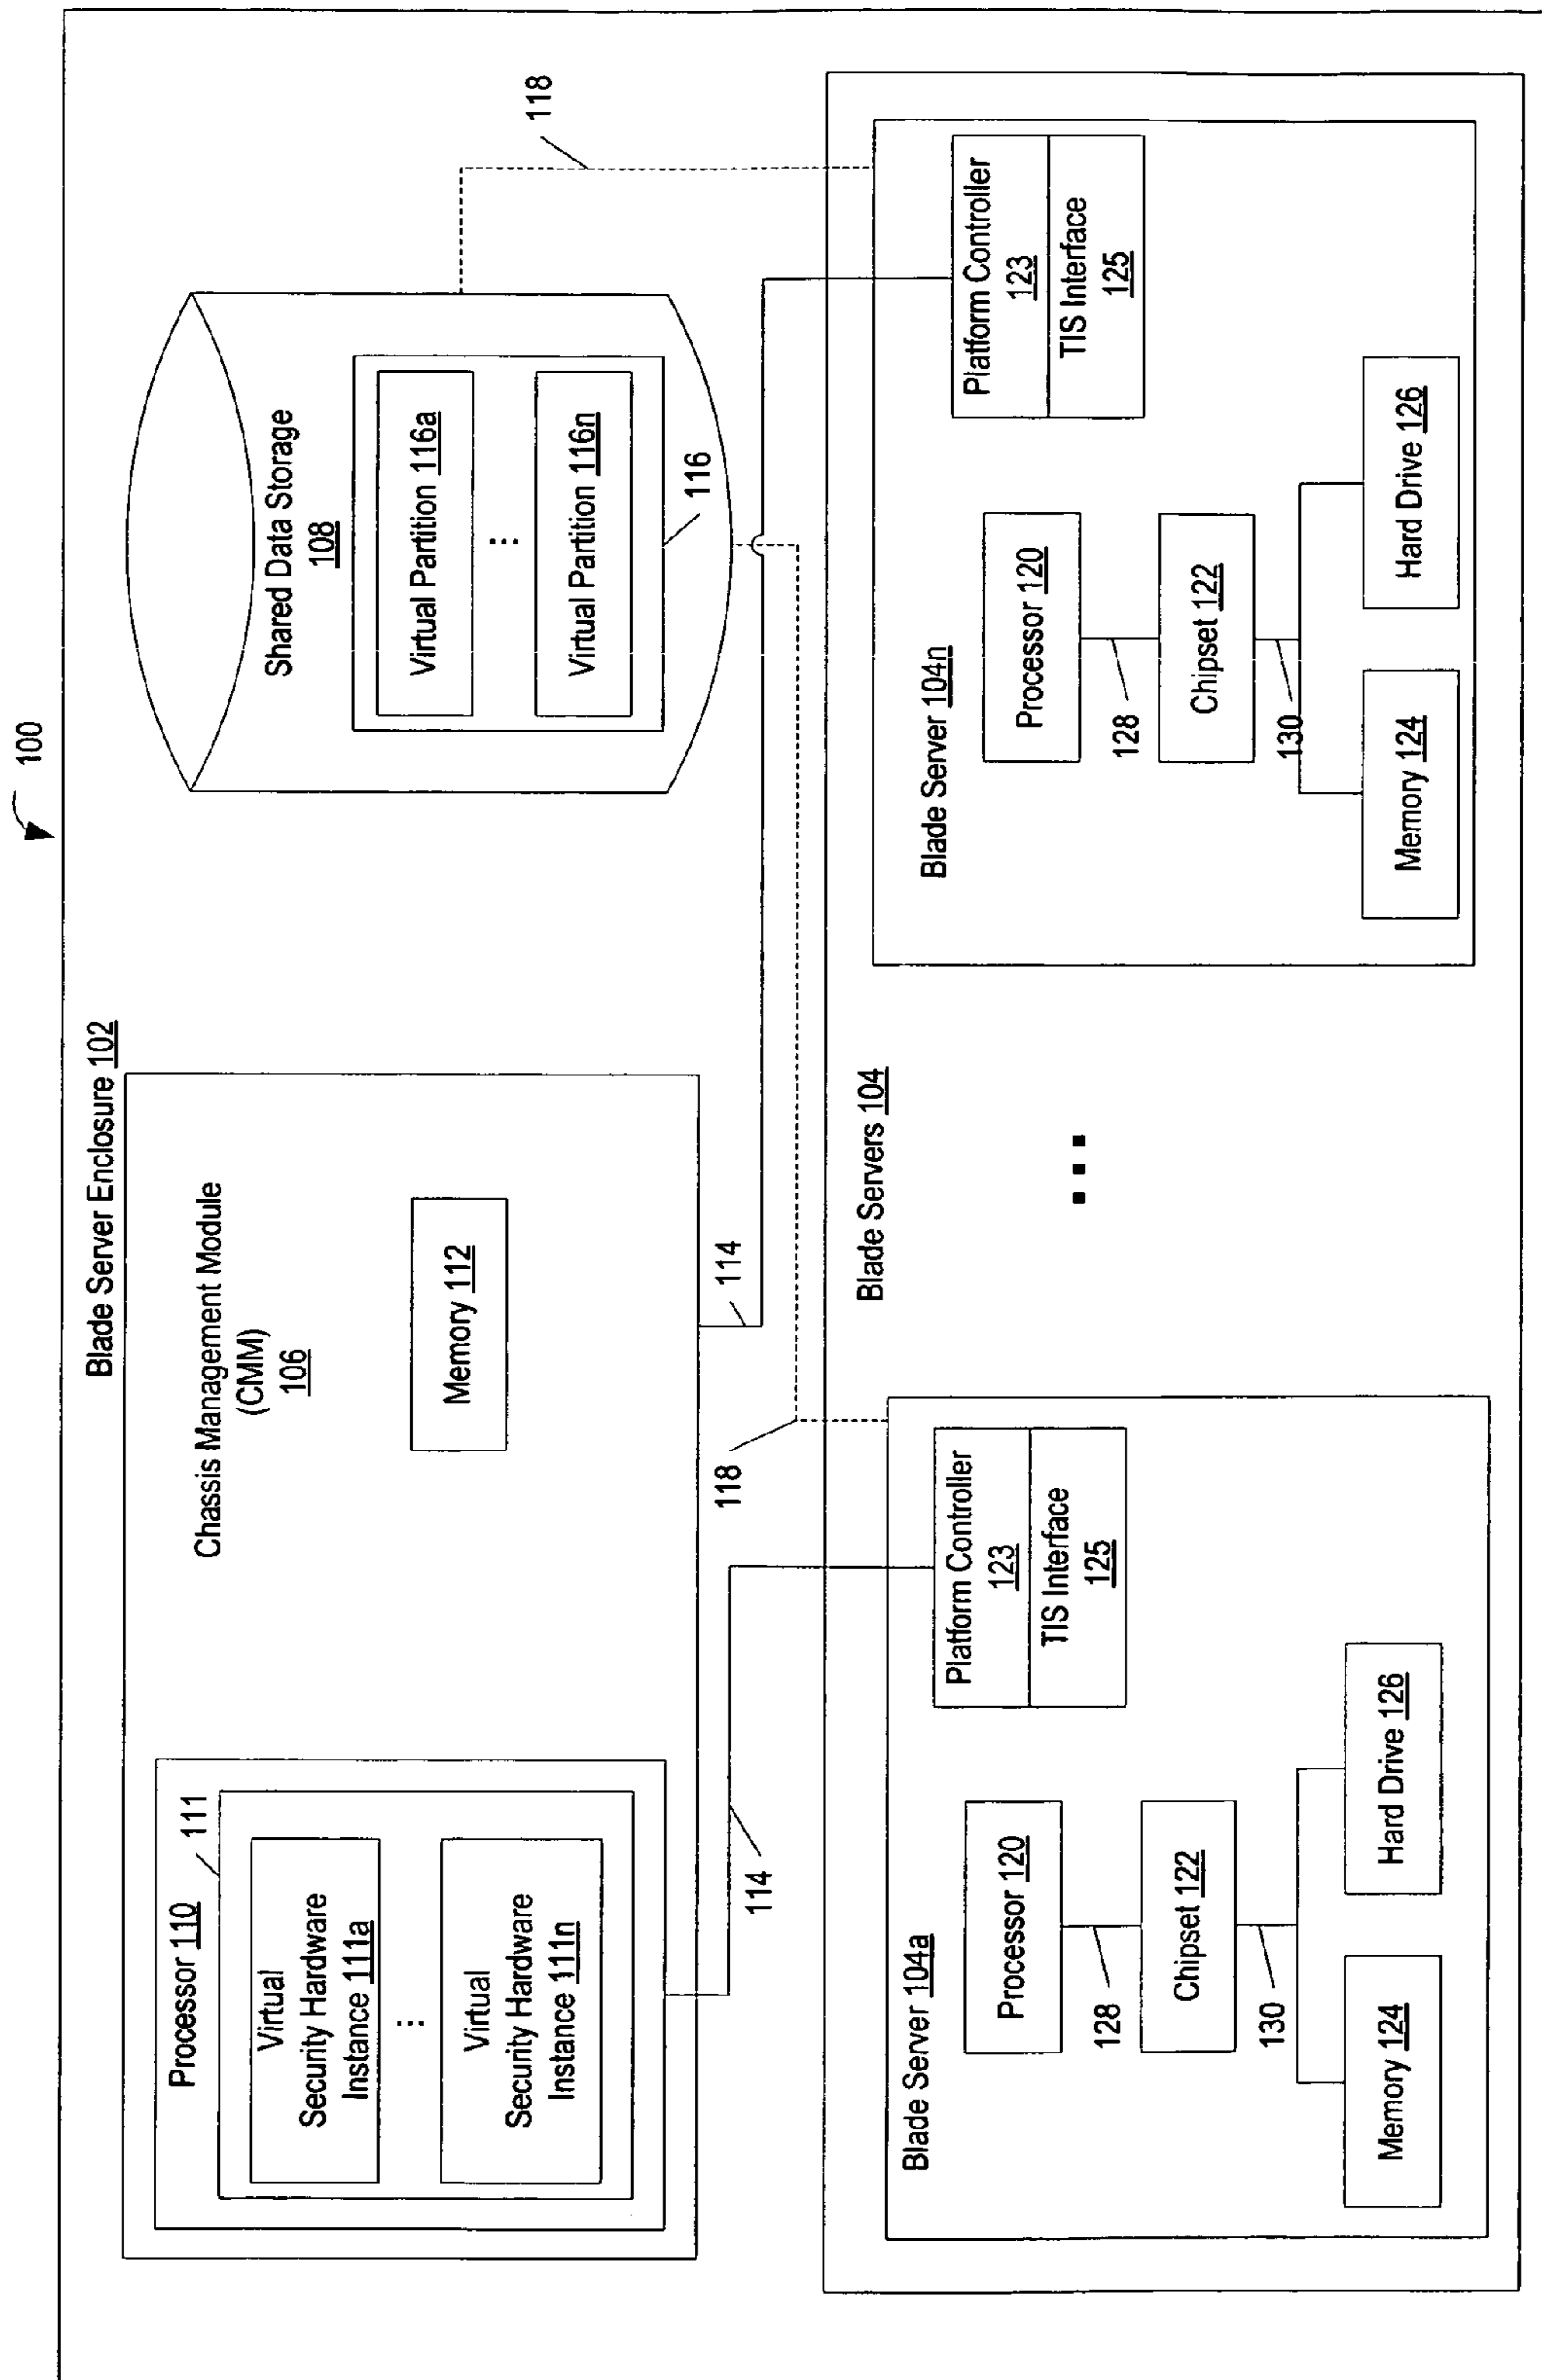 100
Blade Server Enclosure 102
Chassis Management Module
(CMM)
106
Processor 110
111
Virtual
Security Hardware
Instance 111a
...
Virtual
Security Hardware
Instance 111n
Memory 112
114
114
Shared Data Storage
108
Virtual Partition 116a
...
Virtual Partition 116n
116
118
118
Blade Servers 104
Blade Server 104a
Platform Controller
123
TIS Interface
125
Processor 120
128
Chipset 122
130
Memory 124
Hard Drive 126
...
Blade Server 104n
Platform Controller
123
TIS Interface
125
Processor 120
128
Chipset 122
130
Memory 124
Hard Drive 126